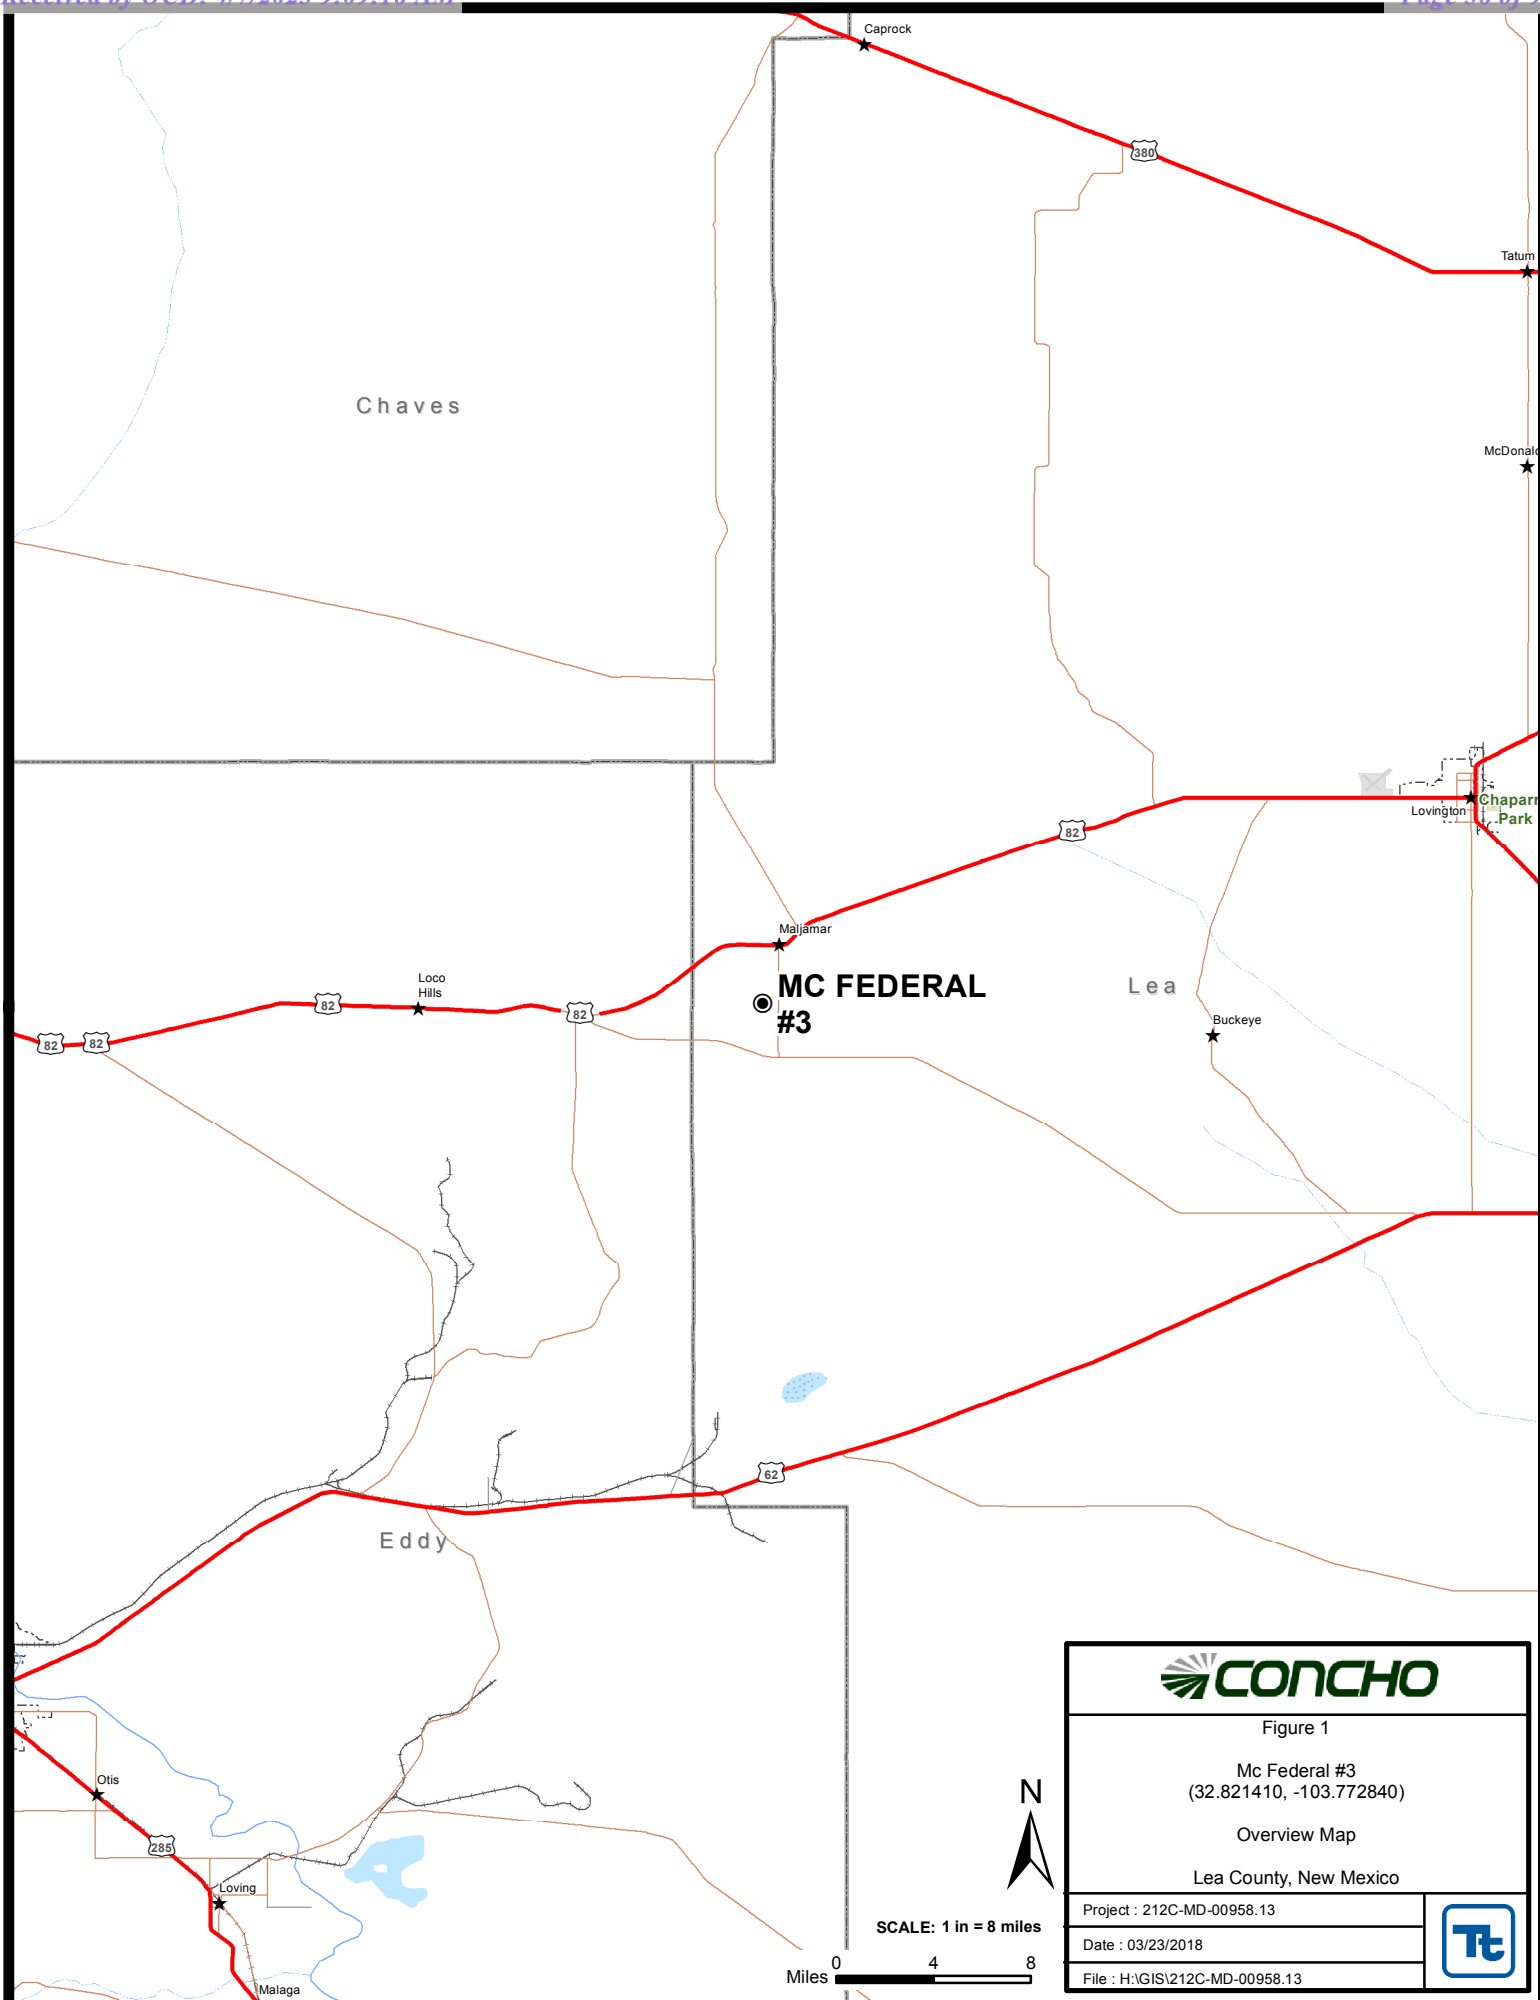 Caprock
380
Tatum
Chaves
McDonald
Lovington
Chaparr
Park
82
Maljamar
MC FEDERAL
#3
Loco
Hills
82
82
82
82
Lea
Buckeye
62
Eddy
Otis
285
Loving
Malaga
N
SCALE: 1 in = 8 miles
0 4 8
Miles
CONCHO
Figure 1
Mc Federal #3
(32.821410, -103.772840)
Overview Map
Lea County, New Mexico
Project : 212C-MD-00958.13
Date : 03/23/2018
File : H:\GIS\212C-MD-00958.13
Tt